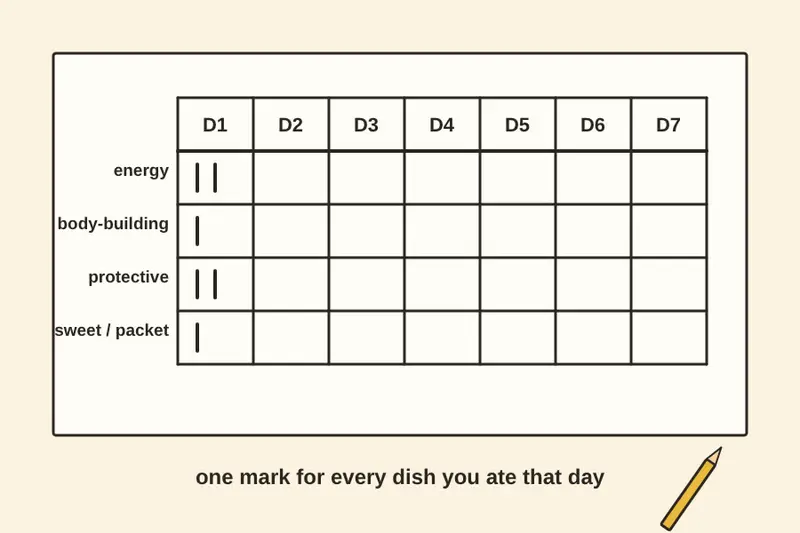 D1 D2 D3 D4 D5 D6 D7
energy
body-building
protective
sweet / packet
one mark for every dish you ate that day